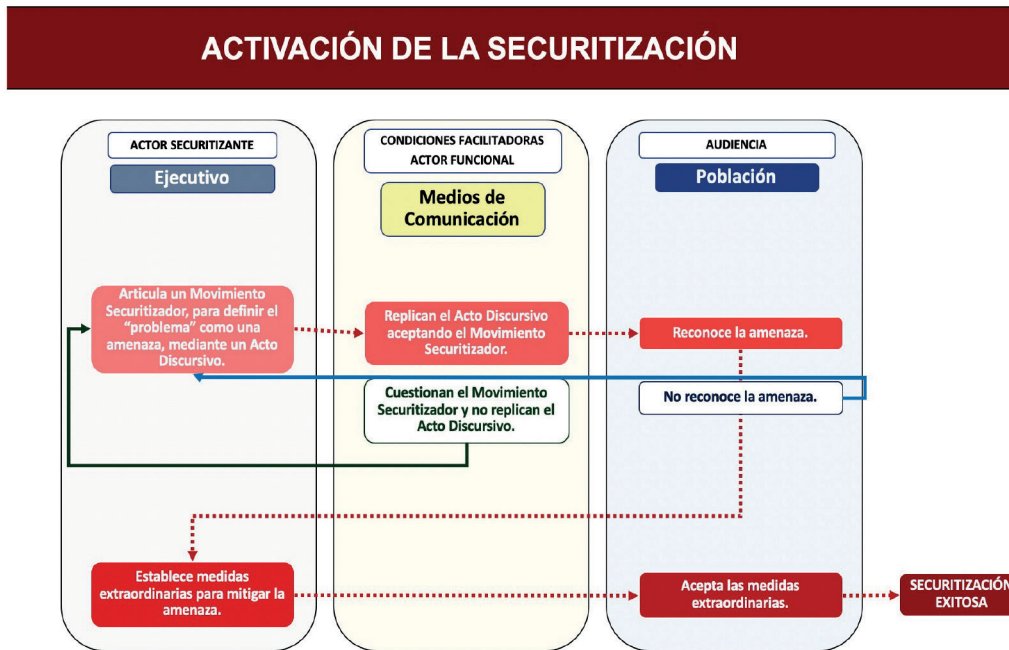 ACTIVACIÓN DE LA SECURITIZACIÓN
ACTOR SECURITIZANTE
Ejecutivo
CONDICIONES FACILITADORAS
ACTOR FUNCIONAL
Medios de
Comunicación
AUDIENCIA
Población
Articula un Movimiento
Securitizador, para definir el
“problema” como una
amenaza, mediante un Acto
Discursivo.
Replican el Acto Discursivo
aceptando el Movimiento
Securitizador.
Reconoce la amenaza.
Cuestionan el Movimiento
Securitizador y no replican el
Acto Discursivo.
No reconoce la amenaza.
Establece medidas
extraordinarias para mitigar la
amenaza.
Acepta las medidas
extraordinarias.
SECURITIZACIÓN
EXITOSA